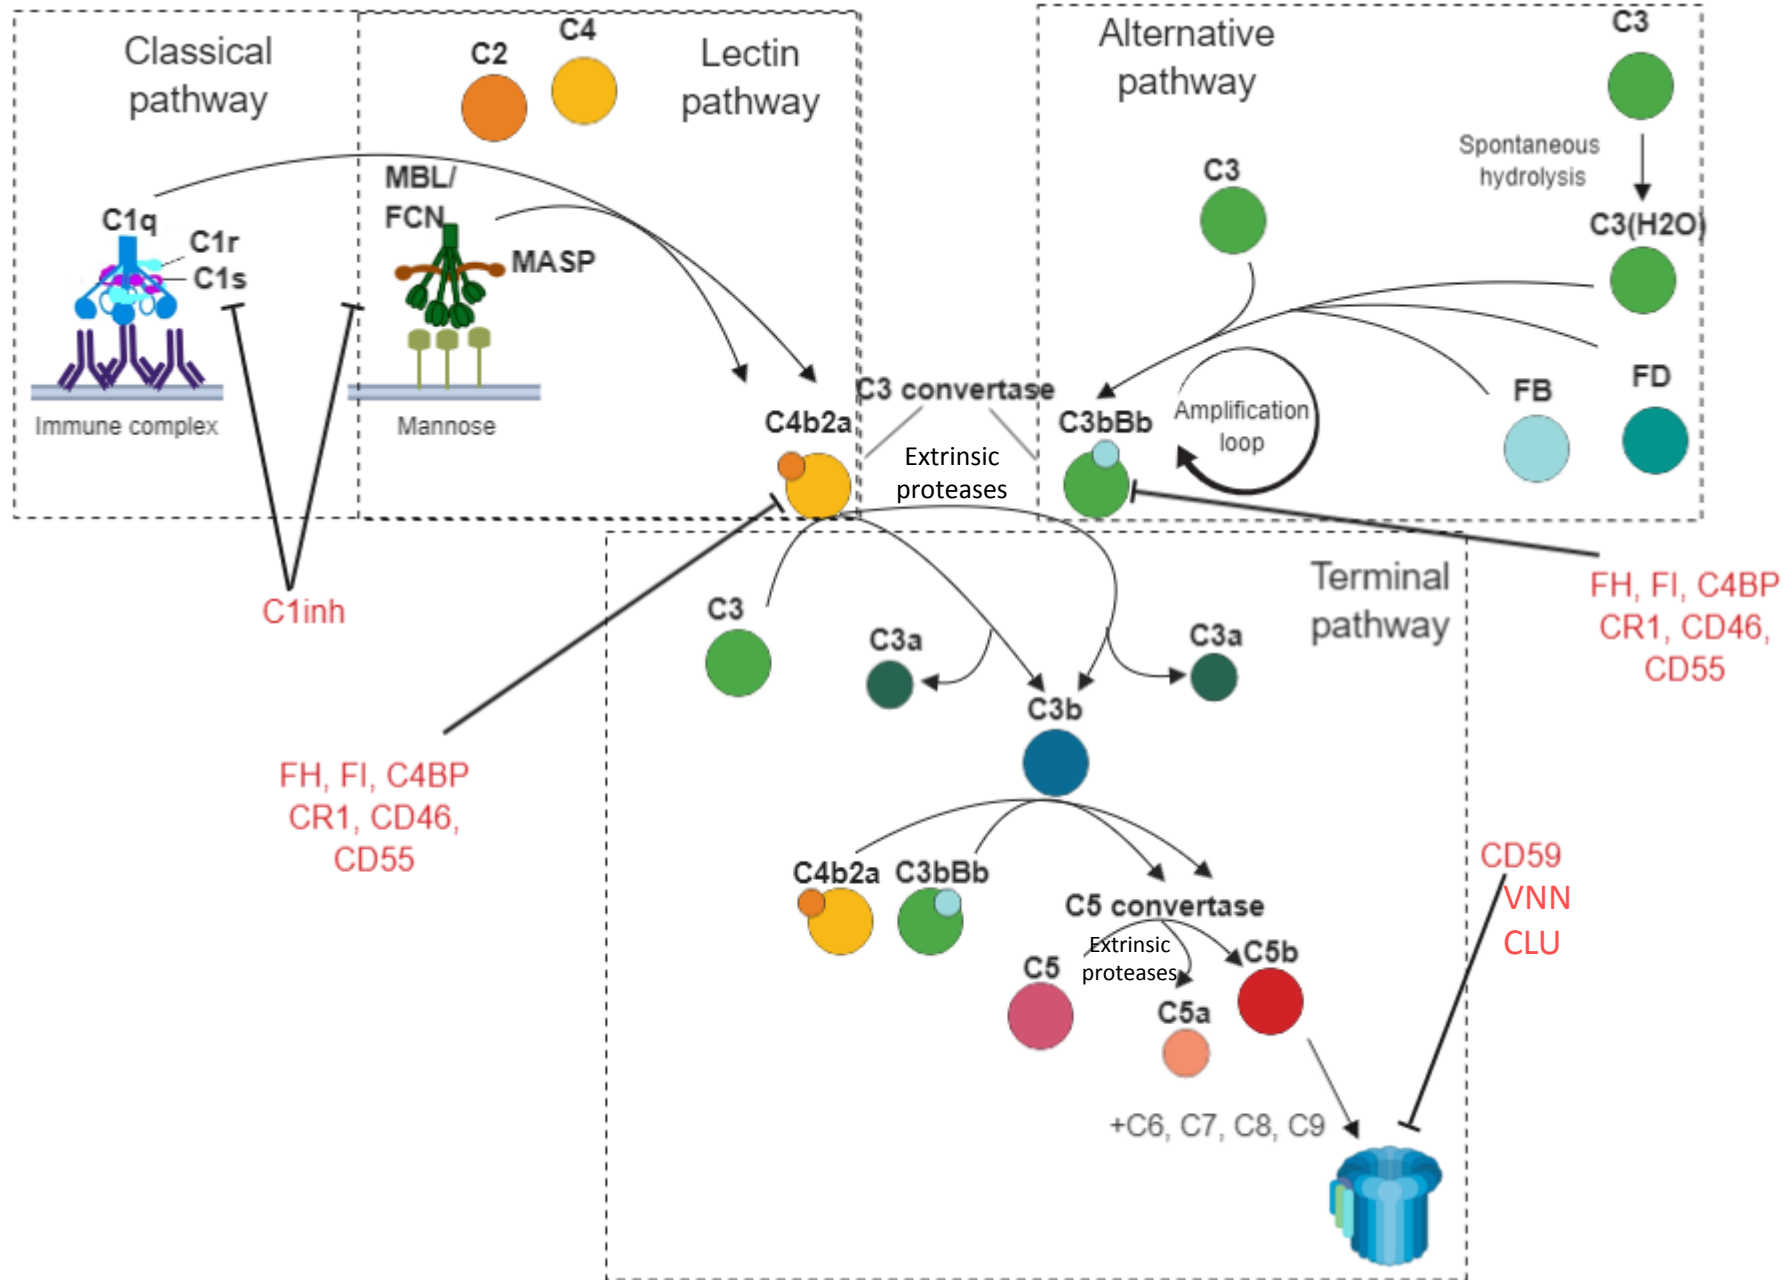 Classical
pathway
C2
C4
Lectin
pathway
MBL/
FCN
MASP
C1q
C1r
C1s
Immune complex
Mannose
C1inh
C4b2a
C3 convertase
Extrinsic
proteases
Alternative
pathway
C3
Spontaneous
hydrolysis
C3(H2O)
C3
FB
FD
C3bBb
Amplification
loop
FH, FI, C4BP
CR1, CD46,
CD55
Terminal
pathway
C3
C3a
C3b
C3a
FH, FI, C4BP
CR1, CD46,
CD55
C4b2a
C3bBb
C5 convertase
Extrinsic
proteases
C5
C5a
C5b
+C6, C7, C8, C9
CD59
VNN
CLU